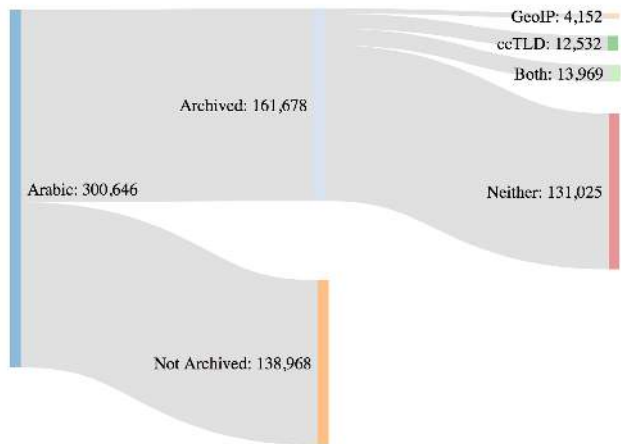 GeoIP: 4,152
ccTLD: 12,532
Both: 13,969
Archived: 161,678
Arabic: 300,646
Neither: 131,025
Not Archived: 138,968